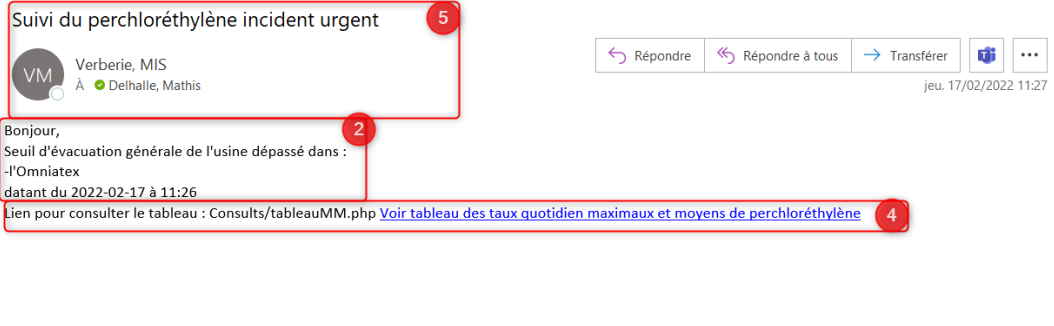 Suivi du perchloréthylène incident urgent
5
VM
Verberie, MIS
À Delhalle, Mathis
Répondre
Répondre à tous
Transférer
jeu. 17/02/2022 11:27
Bonjour,
2
Seuil d'évacuation générale de l'usine dépassé dans :
-l'Omniatex
datant du 2022-02-17 à 11:26
Lien pour consulter le tableau : Consults/tableauMM.php Voir tableau des taux quotidien maximaux et moyens de perchloréthylène
4